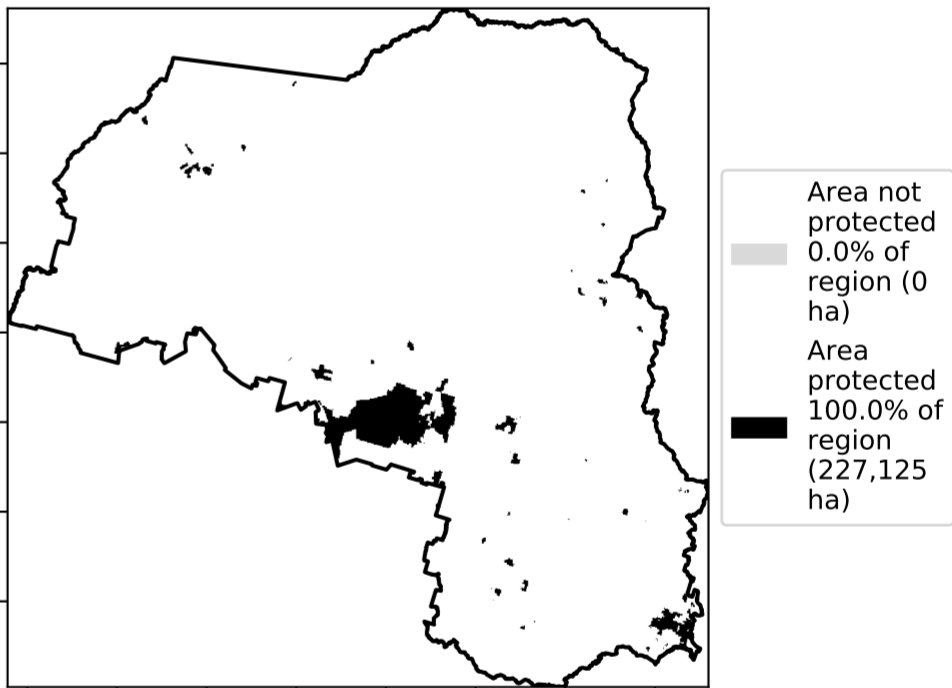 Area not
protected
0.0% of
region (0
ha)
Area
protected
100.0% of
region
(227,125
ha)